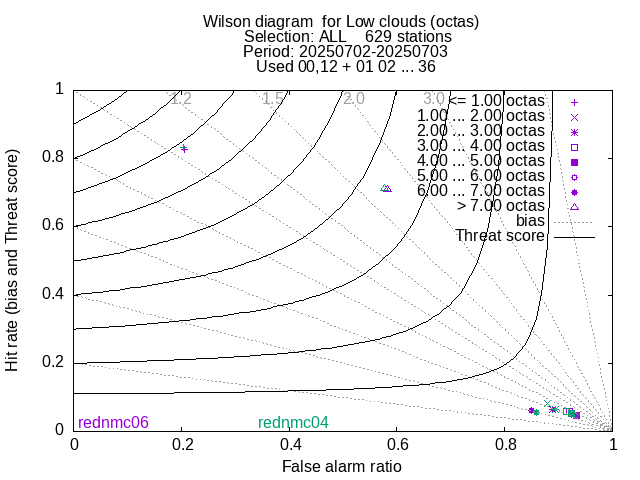 Wilson diagram  for Low clouds (octas)
Selection: ALL    629 stations
Period: 20250702-20250703
Used 00,12 + 01 02 ... 36
Hit rate (bias and Threat score)
1
0.8
0.6
0.4
0.2
0
1.2
1.5
2.0
3.0
<= 1.00 octas
1.00 ... 2.00 octas
2.00 ... 3.00 octas
3.00 ... 4.00 octas
4.00 ... 5.00 octas
5.00 ... 6.00 octas
6.00 ... 7.00 octas
> 7.00 octas
bias
Threat score
rednmc06
rednmc04
0
0.2
0.4
0.6
0.8
1
False alarm ratio